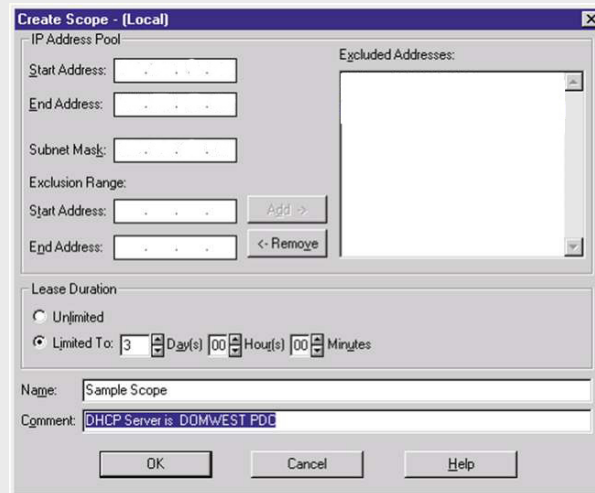 Create Scope - (Local)
IP Address Pool
Start Address:
End Address:
Subnet Mask:
Exclusion Range:
Start Address:
End Address:
Add ->
<- Remove
Excluded Addresses:
Lease Duration
Unlimited
Limited To: 3 Day(s) 00 Hour(s) 00 Minutes
Name: Sample Scope
Comment: DHCP Server is DOMWEST PDC
OK Cancel Help